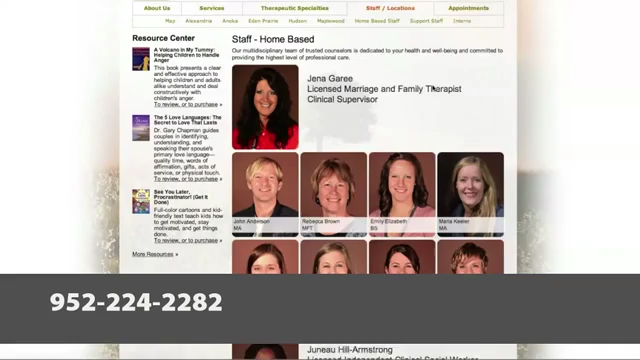 About Us Services Therapeutic Specialties Staff / Locations Appointments
May Alexandria Anoka Eden Prairie Hudson Maplewood Home Based Staff Support Staff Interns
Resource Center
A Volcano in My Tummy:
Helping Children to Handle
Anger
This book presents a
clear and effective approach to
helping children and adults
alike understand and deal
constructively with
children's anger.
To review, or to purchase »
The 5 Love Languages: The
Secret to Love That Lasts
Dr. Gary Chapman guides
couples in identifying,
understanding, and
speaking their spouse's
primary love language—
quality time, words of
affirmation, gifts, acts of
service, or physical touch.
To review, or to purchase »
See You Later,
Procrastinator! (Get it
Done)
Full-color cartoons and kid-
friendly text teach kids how
to get motivated, stay
motivated, and get things
done.
To review, or to purchase »
More Resources »
Staff - Home Based
Our multidisciplinary team of trusted counselors is dedicated to your health and well-being and committed to
providing the highest level of professional care.
Jena Garee
Licensed Marriage and Family Therapist
Clinical Supervisor
John Anderson
MA
Rebecca Brown
MFT
Emily Elizabeth
BS
Maria Keeler
MA
952-224-2282
Juneau Hill-Armstrong
Licensed Independent Clinical Social Worker